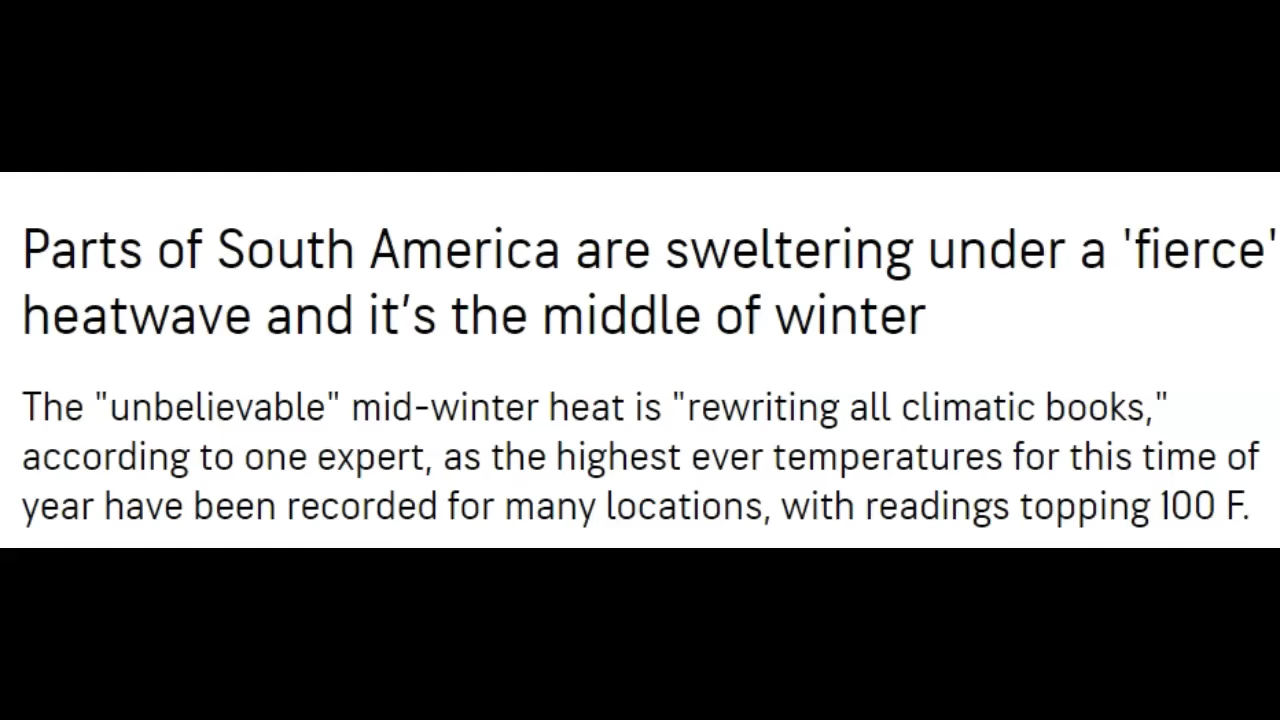 Parts of South America are sweltering under a 'fierce'
heatwave and it's the middle of winter
The "unbelievable" mid-winter heat is "rewriting all climatic books,"
according to one expert, as the highest ever temperatures for this time of
year have been recorded for many locations, with readings topping 100 F.